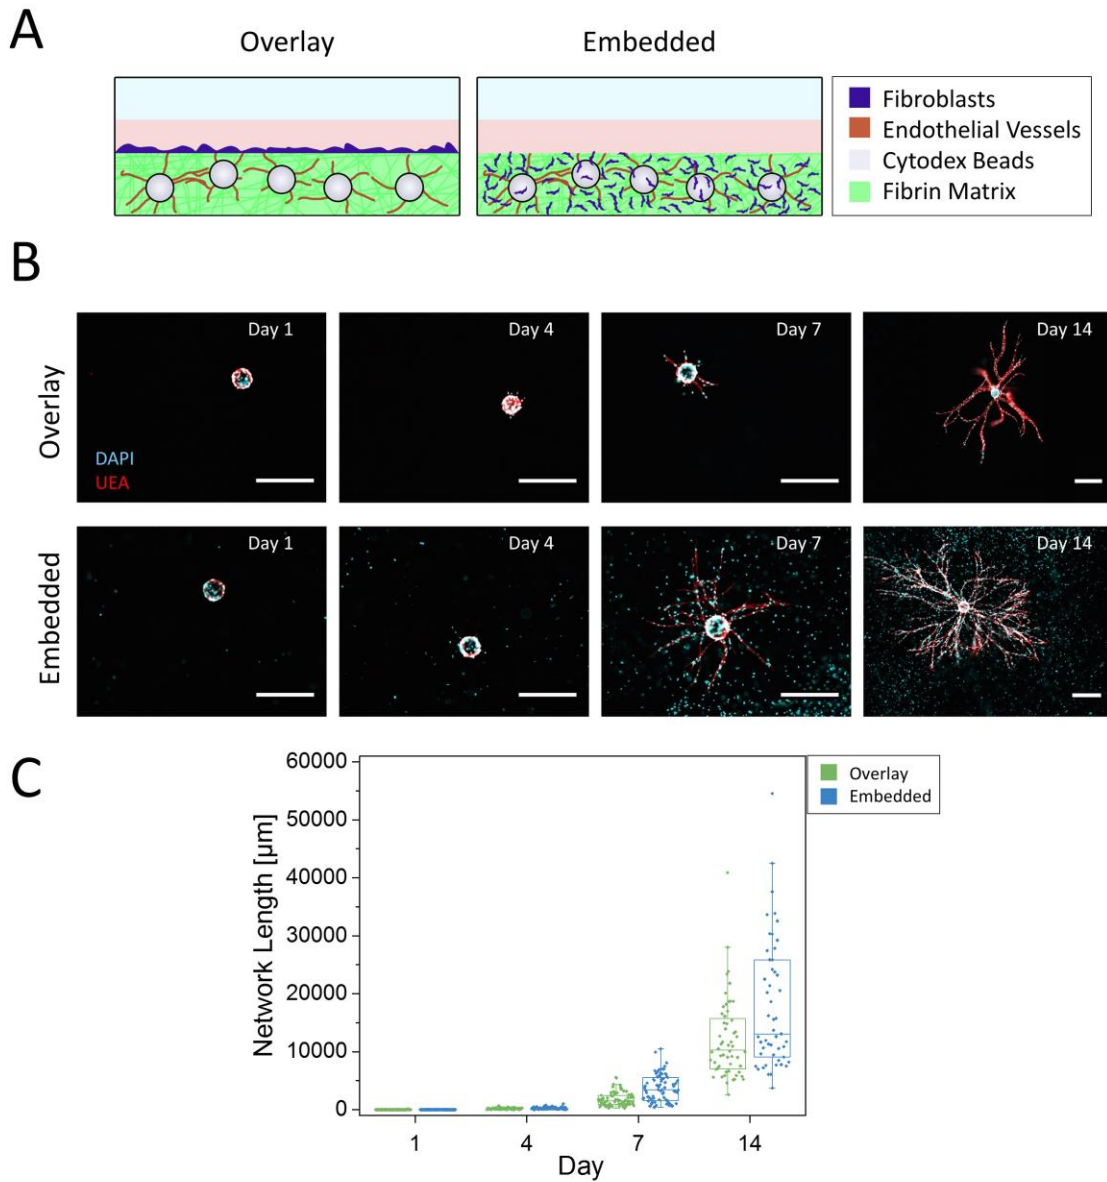 A
Overlay
Embedded
Fibroblasts
Endothelial Vessels
Cytodex Beads
Fibrin Matrix
B
Overlay
Day 1
DAPI
UEA
Day 4
Day 7
Day 14
Embedded
Day 1
Day 4
Day 7
Day 14
C
Network Length [µm]
60000
50000
40000
30000
20000
10000
0
1 4 7 14
Day
Overlay
Embedded